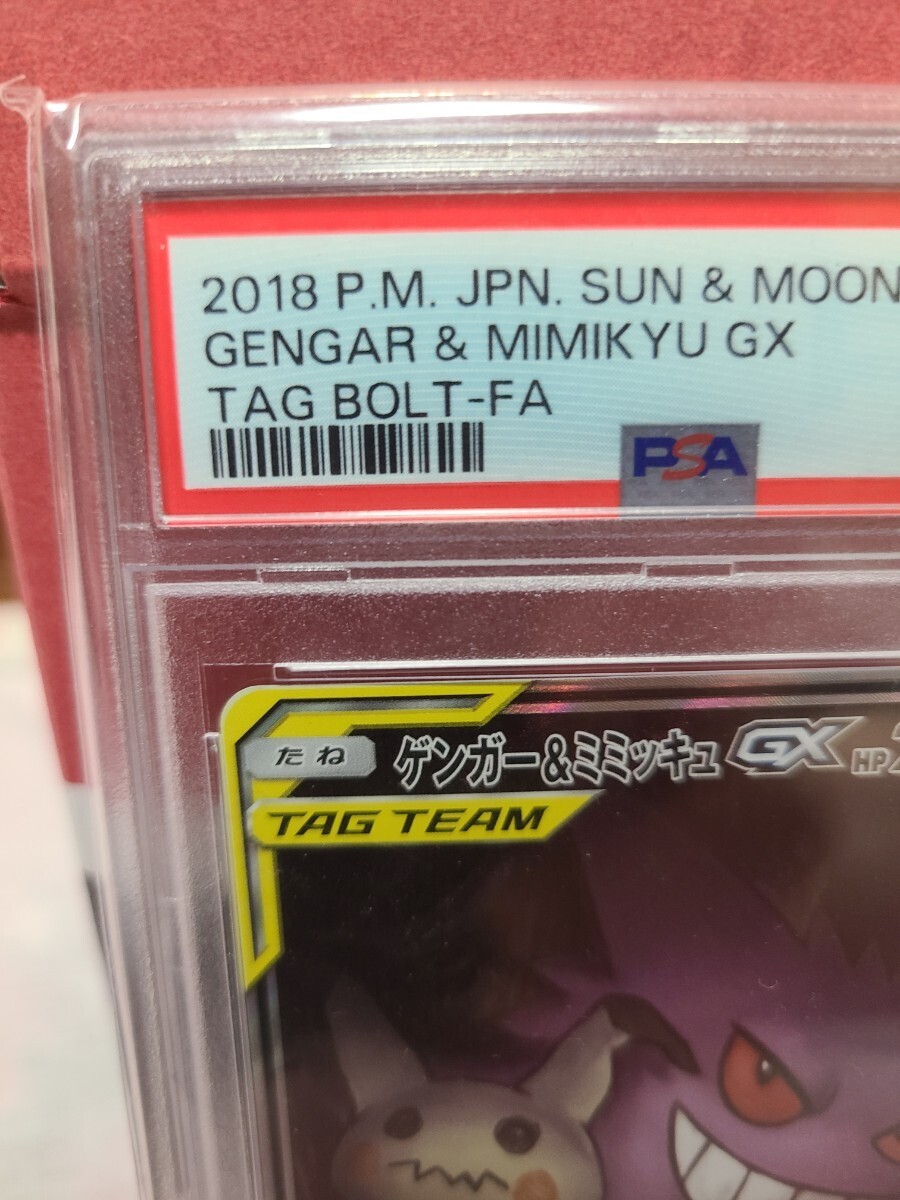 2018 P.M. JPN. SUN & MOON
GENGAR & MIMIKYU GX
TAG BOLT-FA
PSA
たね ゲンガー&ミミッキュ GX HP
TAG TEAM